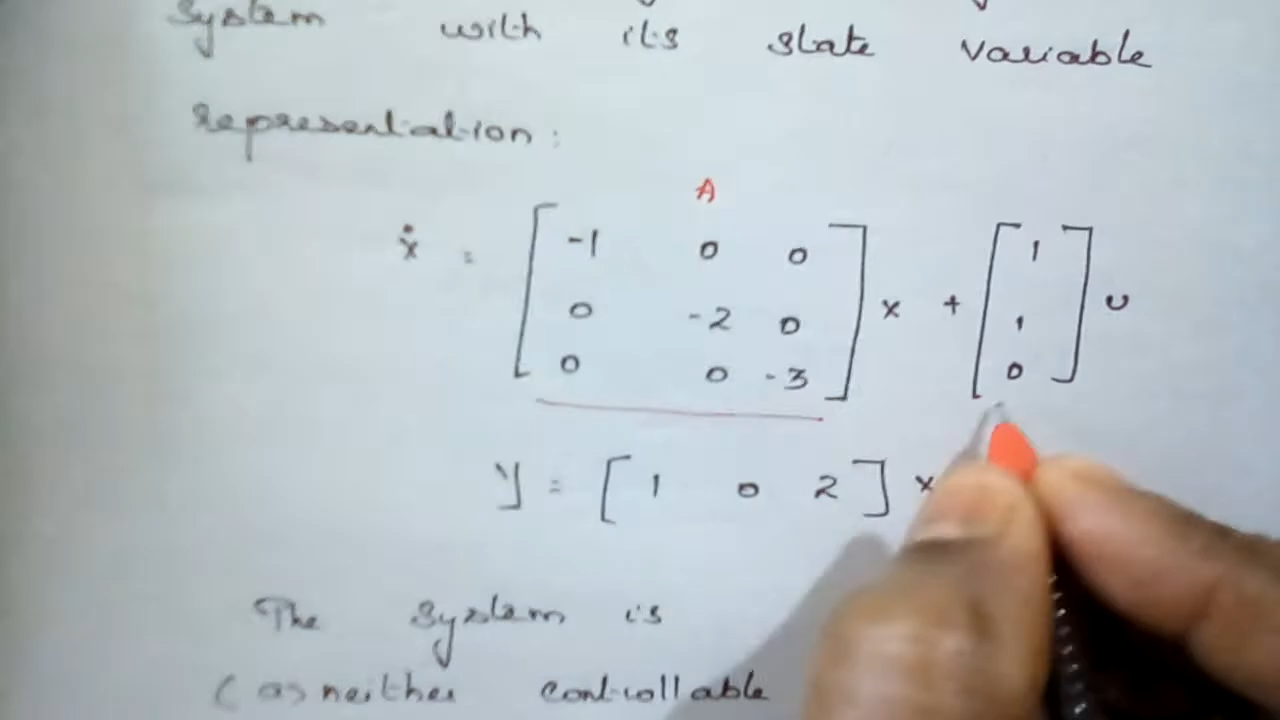 System with its state variable
representation:
A
ẋ = [ -1 0 0 ] x + [ 1 ] U
0 -2 0 1
0 0 -3 0
y = [ 1 0 2 ] x
The system is
(a) neither controllable